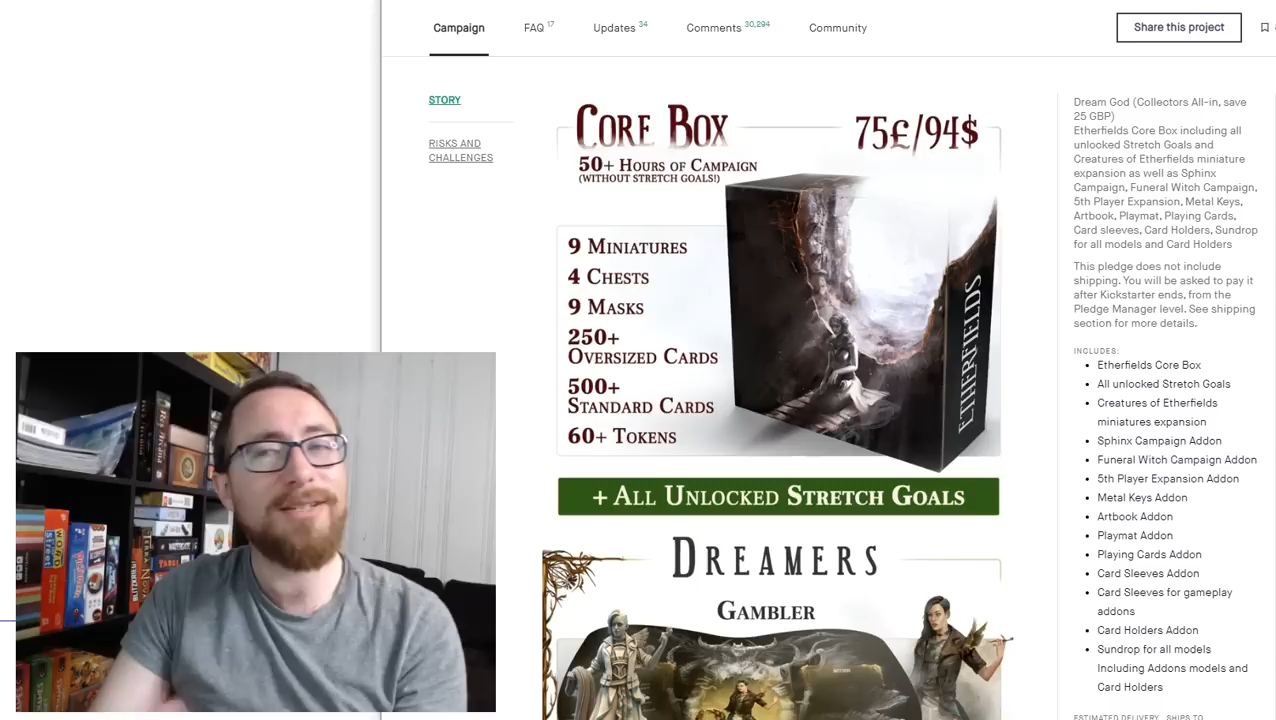 Campaign
FAQ 17
Updates 34
Comments 30,294
Community
Share this project
STORY
RISKS AND
CHALLENGES
CORE BOX
75£/94$
50+ HOURS OF CAMPAIGN
(WITHOUT STRETCH GOALS!)
9 MINIATURES
4 CHESTS
9 MASKS
250+
OVERSIZED CARDS
500+
STANDARD CARDS
60+ TOKENS
ETHERFIELDS
+ ALL UNLOCKED STRETCH GOALS
DREAMERS
GAMBLER
Dream God (Collectors All-in, save
25 GBP)
Etherfields Core Box including all
unlocked Stretch Goals and
Creatures of Etherfields miniature
expansion as well as Sphinx
Campaign, Funeral Witch Campaign,
5th Player Expansion, Metal Keys,
Artbook, Playmat, Playing Cards,
Card sleeves, Card Holders, Sundrop
for all models and Card Holders
This pledge does not include
shipping. You will be asked to pay it
after Kickstarter ends, from the
Pledge Manager level. See shipping
section for more details.
INCLUDES:
Etherfields Core Box
All unlocked Stretch Goals
Creatures of Etherfields
miniatures expansion
Sphinx Campaign Addon
Funeral Witch Campaign Addon
5th Player Expansion Addon
Metal Keys Addon
Artbook Addon
Playmat Addon
Playing Cards Addon
Card Sleeves Addon
Card Sleeves for gameplay
addons
Card Holders Addon
Sundrop for all models
Including Addons models and
Card Holders
ESTIMATED DELIVERY
SHIPS TO
WORD
BLITZKRIEG!